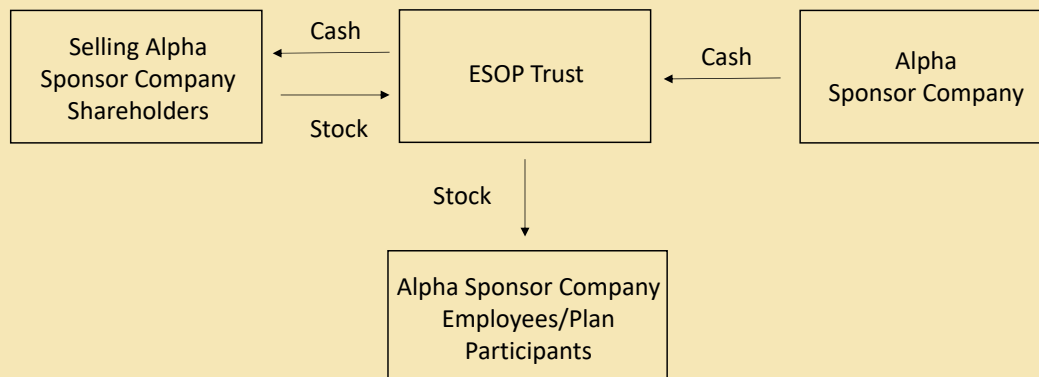 Selling Alpha
Sponsor Company
Shareholders
Cash
Stock
ESOP Trust
Cash
Alpha
Sponsor Company
Stock
Alpha Sponsor Company
Employees/Plan
Participants